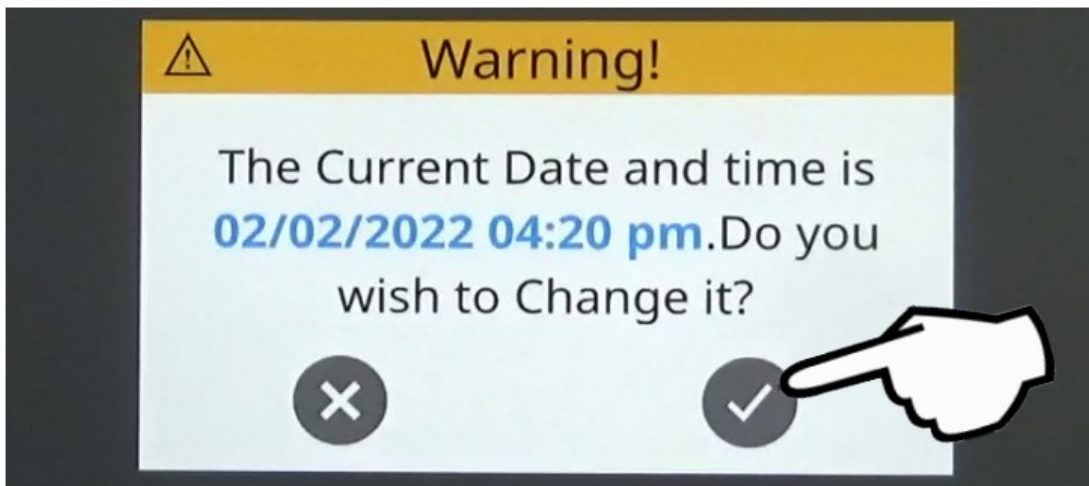 Warning!
The Current Date and time is
02/02/2022 04:20 pm.Do you
wish to Change it?